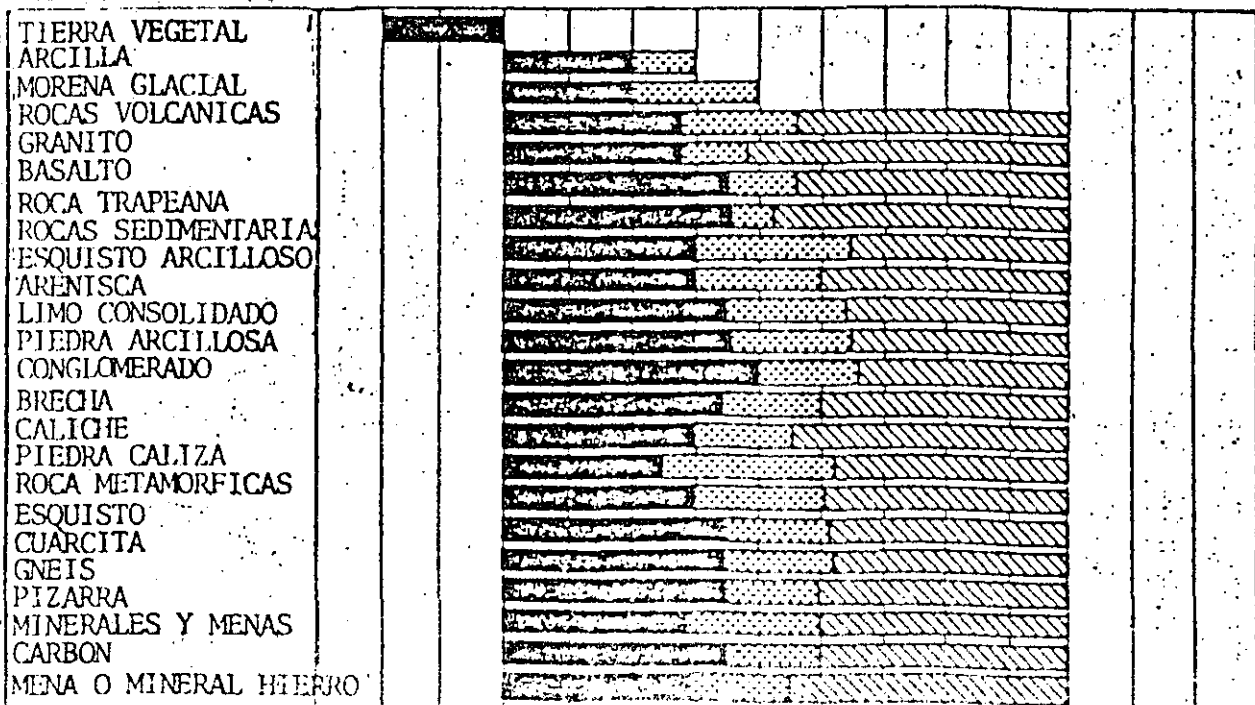 TIERRA VEGETAL
ARCILLA
MORENA GLACIAL
ROCAS VOLCANICAS
GRANITO
BASALTO
ROCA TRAPEANA
ROCAS SEDIMENTARIA
ESQUISTO ARCILLOSO
ARENISCA
LIMO CONSOLIDADO
PIEDRA ARCILLOSA
CONGLOMERADO
BRECHA
CALICHE
PIEDRA CALIZA
ROCA METAMORFICAS
ESQUISTO
CUARCITA
GNEIS
PIZARRA
MINERALES Y MENAS
CARBON
MENA O MINERAL HIERRO